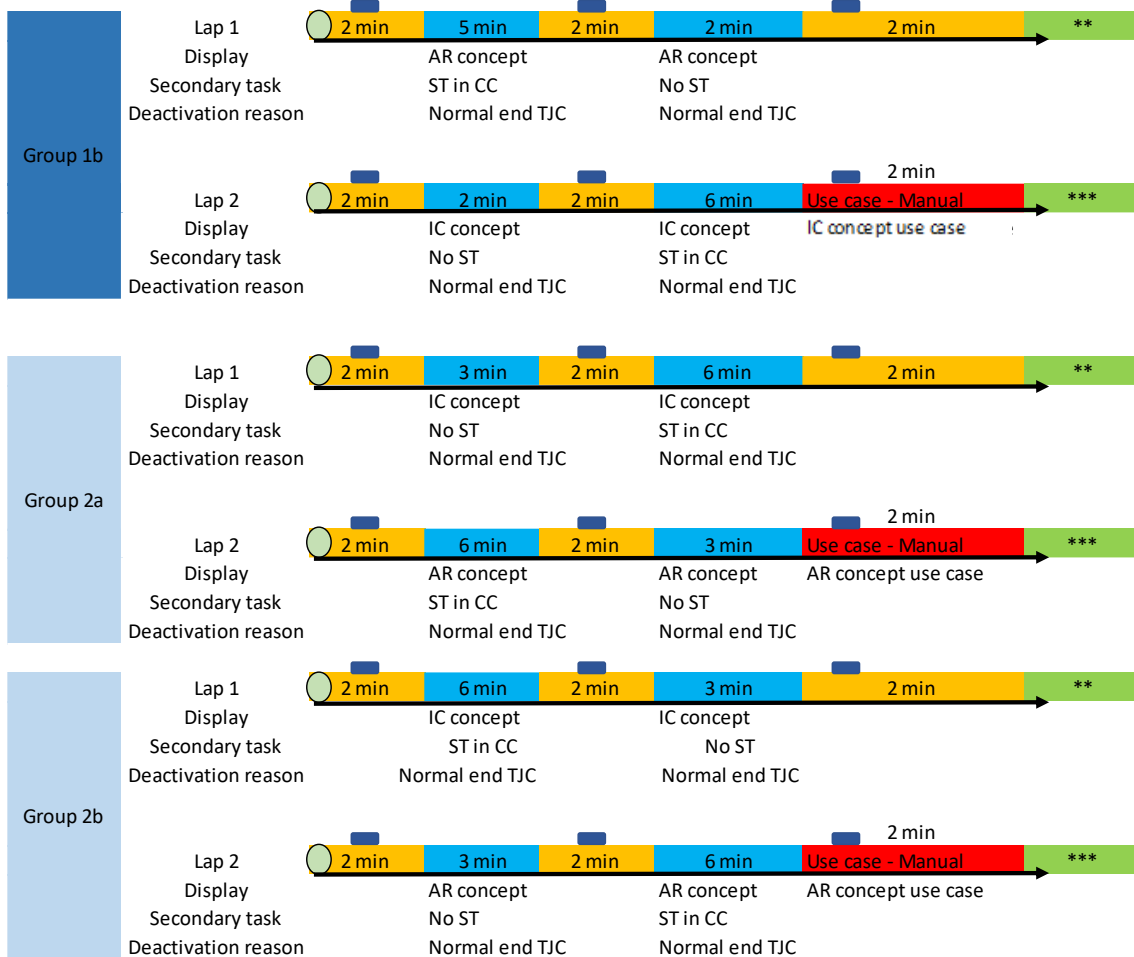 Lap 1 2 min 5 min 2 min 2 min 2 min **
Display AR concept AR concept
Secondary task ST in CC No ST
Deactivation reason Normal end TJC Normal end TJC
Group 1b
2 min
Lap 2 2 min 2 min 2 min 6 min Use case - Manual ***
Display IC concept IC concept IC concept use case
Secondary task No ST ST in CC
Deactivation reason Normal end TJC Normal end TJC
Lap 1 2 min 3 min 2 min 6 min 2 min **
Display IC concept IC concept
Secondary task No ST ST in CC
Deactivation reason Normal end TJC Normal end TJC
Group 2a
2 min
Lap 2 2 min 6 min 2 min 3 min Use case - Manual ***
Display AR concept AR concept AR concept use case
Secondary task ST in CC No ST
Deactivation reason Normal end TJC Normal end TJC
Lap 1 2 min 6 min 2 min 3 min 2 min **
Display IC concept IC concept
Secondary task ST in CC No ST
Deactivation reason Normal end TJC Normal end TJC
Group 2b
2 min
Lap 2 2 min 3 min 2 min 6 min Use case - Manual ***
Display AR concept AR concept AR concept use case
Secondary task No ST ST in CC
Deactivation reason Normal end TJC Normal end TJC